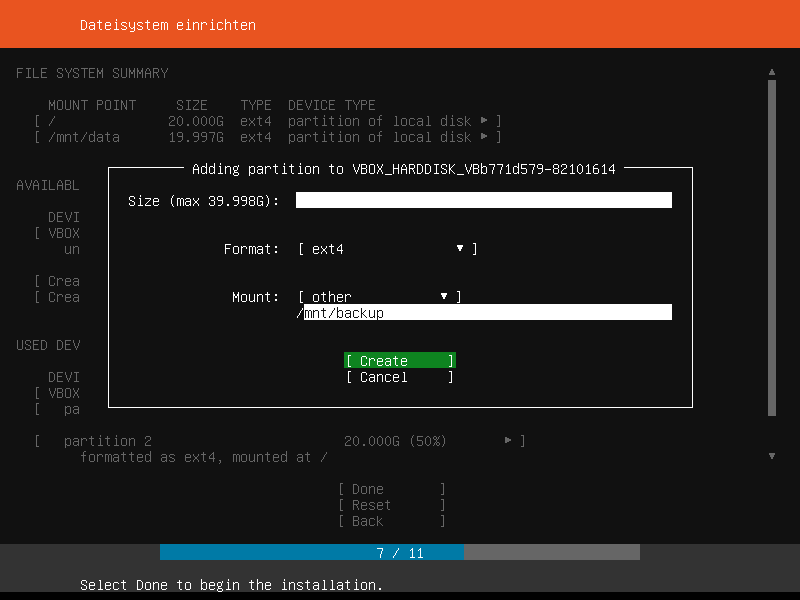 Dateisystem einrichten
FILE SYSTEM SUMMARY
MOUNT POINT SIZE TYPE DEVICE TYPE
[ / 20.000G ext4 partition of local disk ▸ ]
[ /mnt/data 19.997G ext4 partition of local disk ▸ ]
Adding partition to VBOX_HARDDISK_VBb771d579-82101614
AVAILABL
Size (max 39.998G):
DEVI
[ VBOX
un
Format: [ ext4 ▾ ]
[ Crea
[ Crea
Mount: [ other ▾ ]
/mnt/backup
USED DEV
[ Create ]
[ Cancel ]
DEVI
[ VBOX
[ pa
[ partition 2 20.000G (50%) ▸ ]
formatted as ext4, mounted at /
[ Done ]
[ Reset ]
[ Back ]
7 / 11
Select Done to begin the installation.